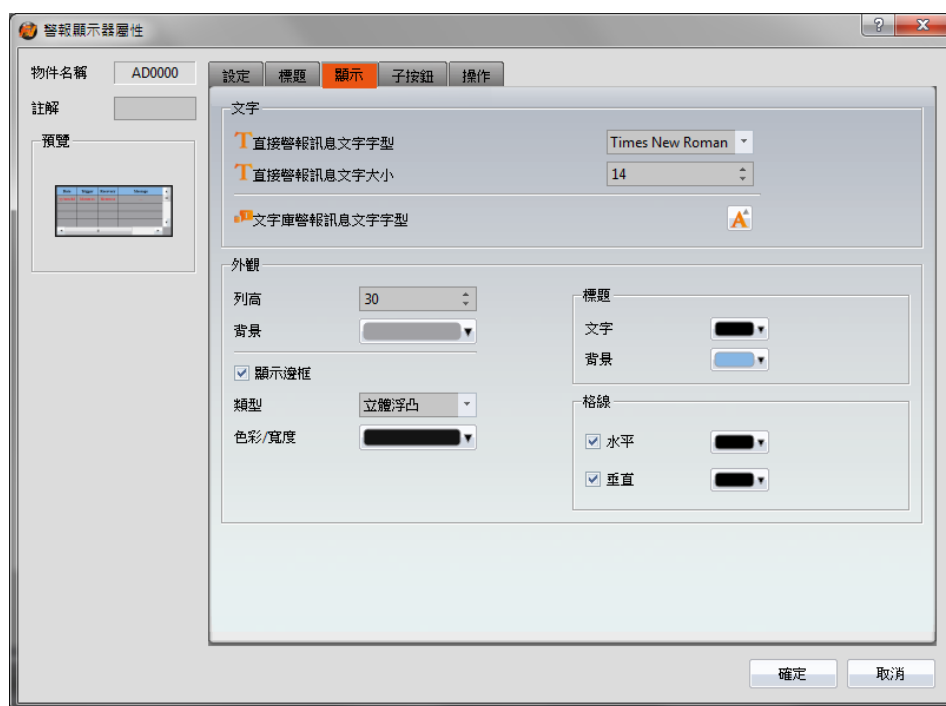 警報顯示器屬性
物件名稱 AD0000
註解
預覽
設定 標題 顯示 子按鈕 操作
文字
直接警報訊息文字字型 Times New Roman
直接警報訊息文字大小 14
文字庫警報訊息文字字型
外觀
列高 30
背景
顯示邊框
類型 立體浮凸
色彩/寬度
標題
文字
背景
格線
水平
垂直
確定 取消